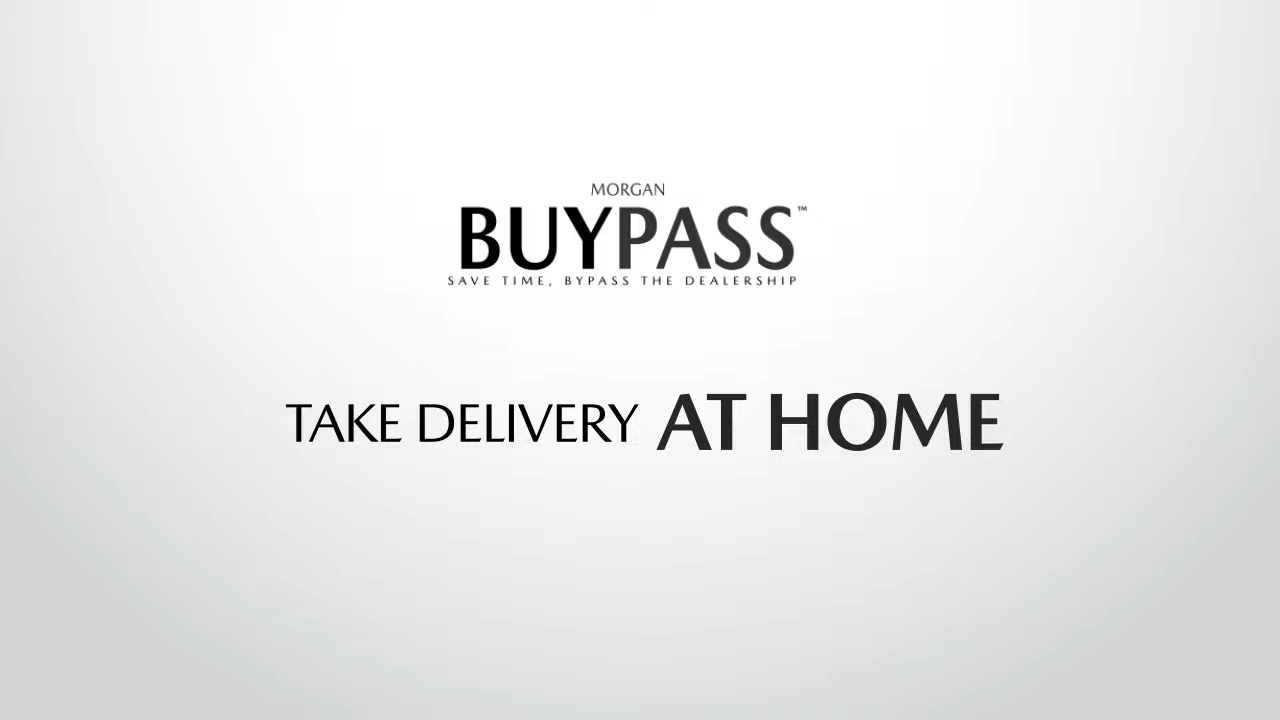 MORGAN
BUYPASS™
SAVE TIME, BYPASS THE DEALERSHIP
TAKE DELIVERY AT HOME